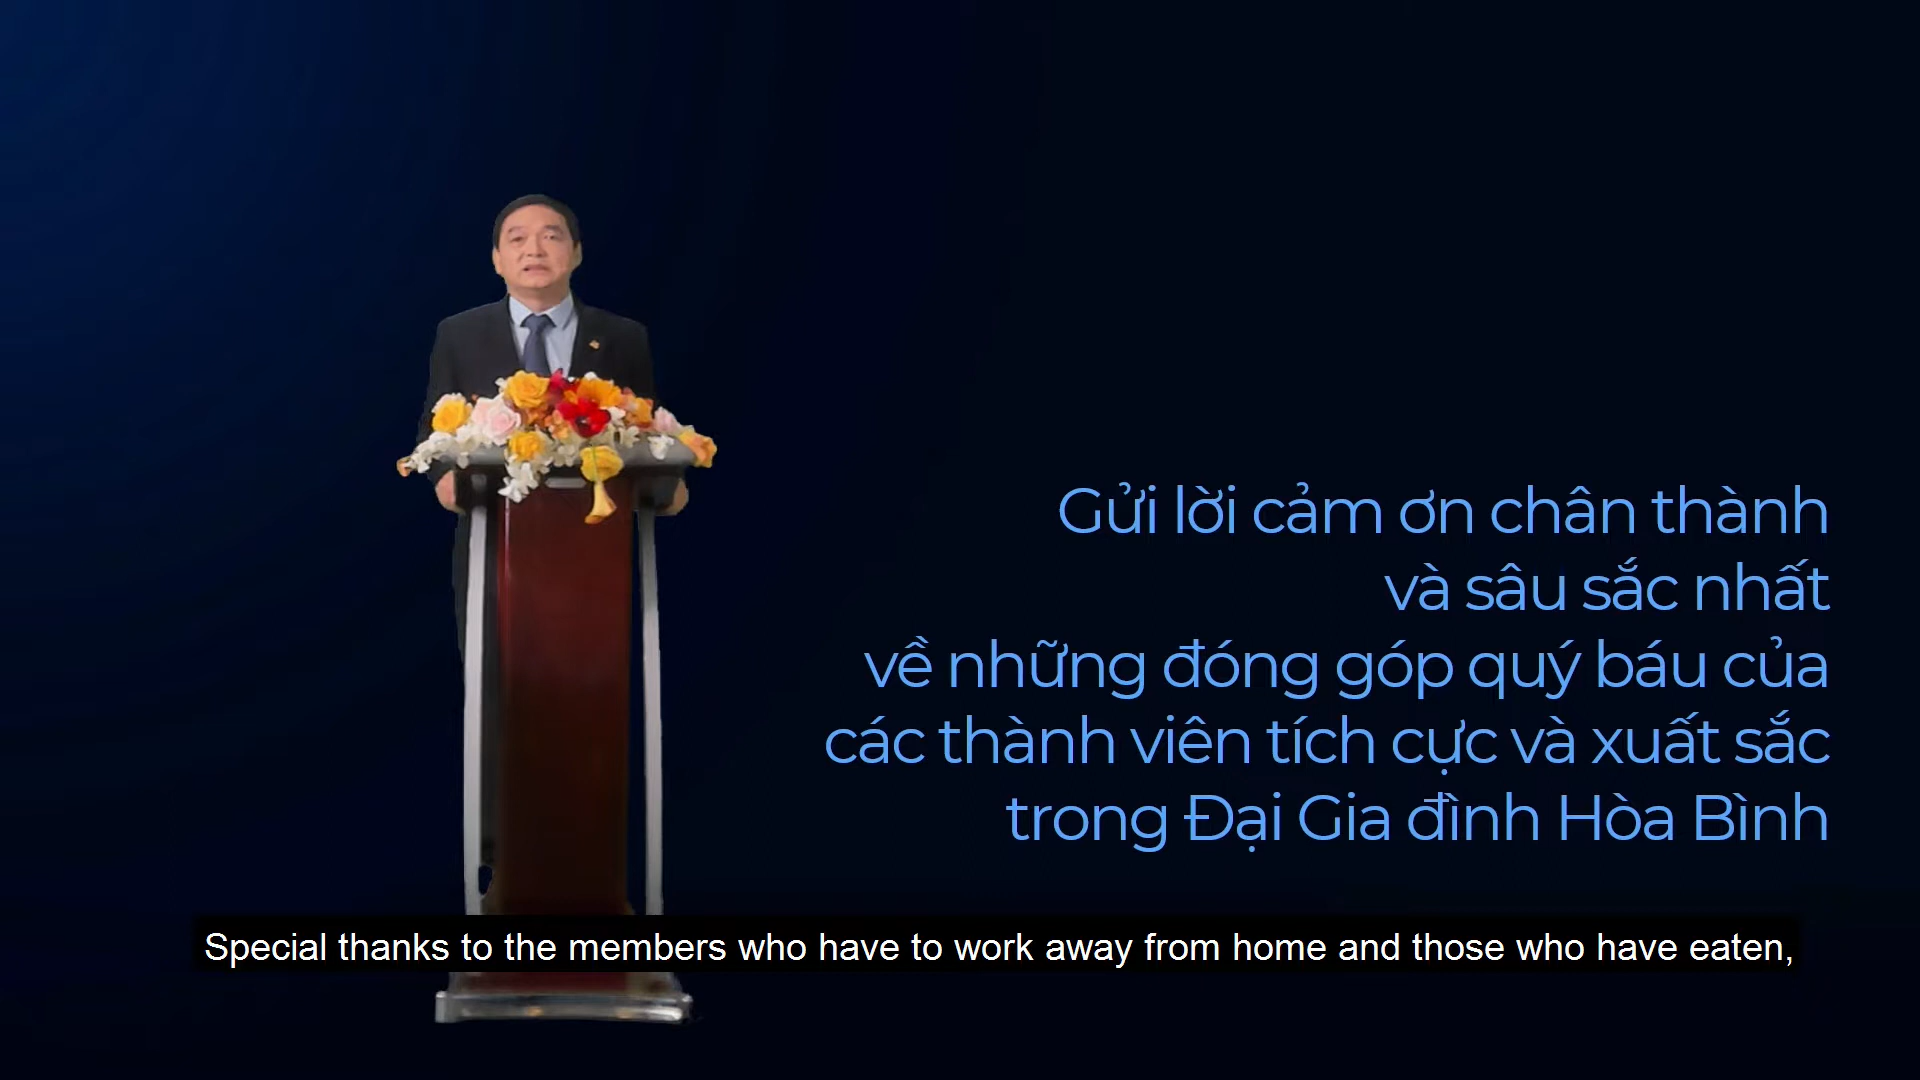 Gửi lời cảm ơn chân thành
và sâu sắc nhất
về những đóng góp quý báu của
các thành viên tích cực và xuất sắc
trong Đại Gia đình Hòa Bình
Special thanks to the members who have to work away from home and those who have eaten,